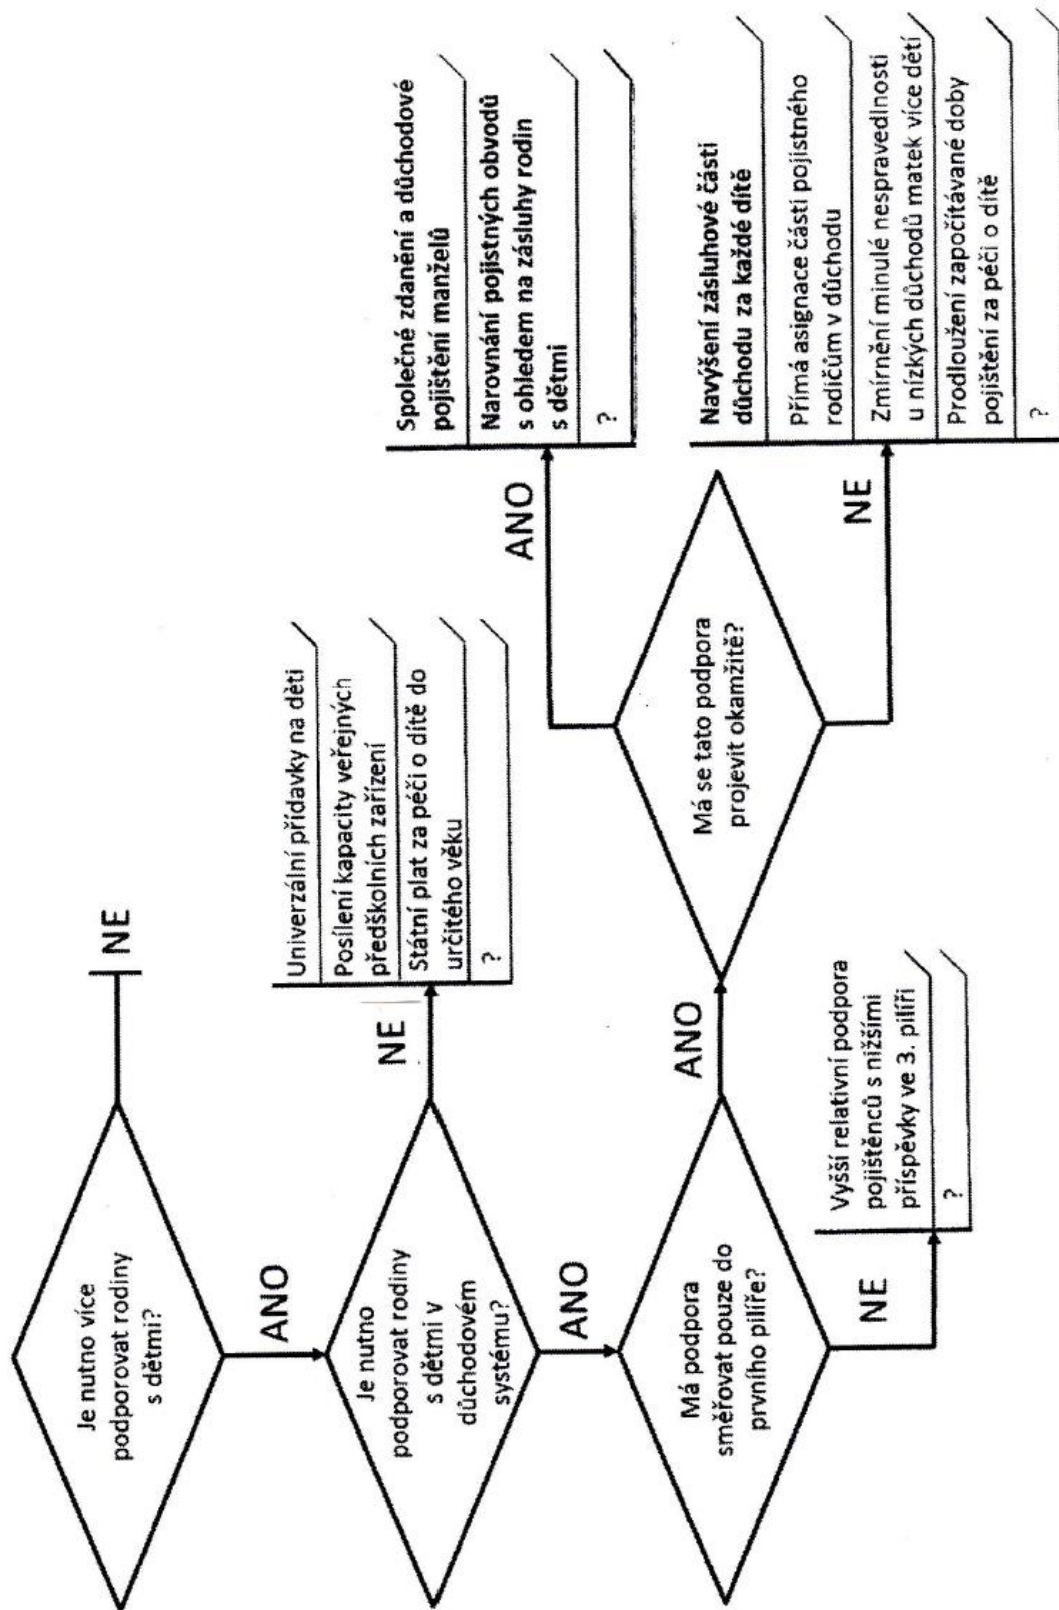 Je nutno více
podporovat rodiny
s dětmi?
NE
ANO
Je nutno
podporovat rodiny
s dětmi v
důchodovém
systému?
NE
Univerzální přídavky na děti
Posílení kapacity veřejných
předškolních zařízení
Státní plat za péči o dítě do
určitého věku
?
ANO
Má podpora
směřovat pouze do
prvního pilíře?
NE
Vyšší relativní podpora
pojištěnců s nižšími
příspěvky ve 3. pilíři
?
ANO
Má se tato podpora
projevit okamžitě?
ANO
Společné zdanění a důchodové
pojištění manželů
Narovnání pojistných obvodů
s ohledem na zásluhy rodin
s dětmi
?
NE
Navýšení zásluhové části
důchodu za každé dítě
Přímá asignace části pojistného
rodičům v důchodu
Zmírnění minulé nespravedlnosti
u nízkých důchodů matek více dětí
Prodloužení započítávané doby
pojištění za péči o dítě
?